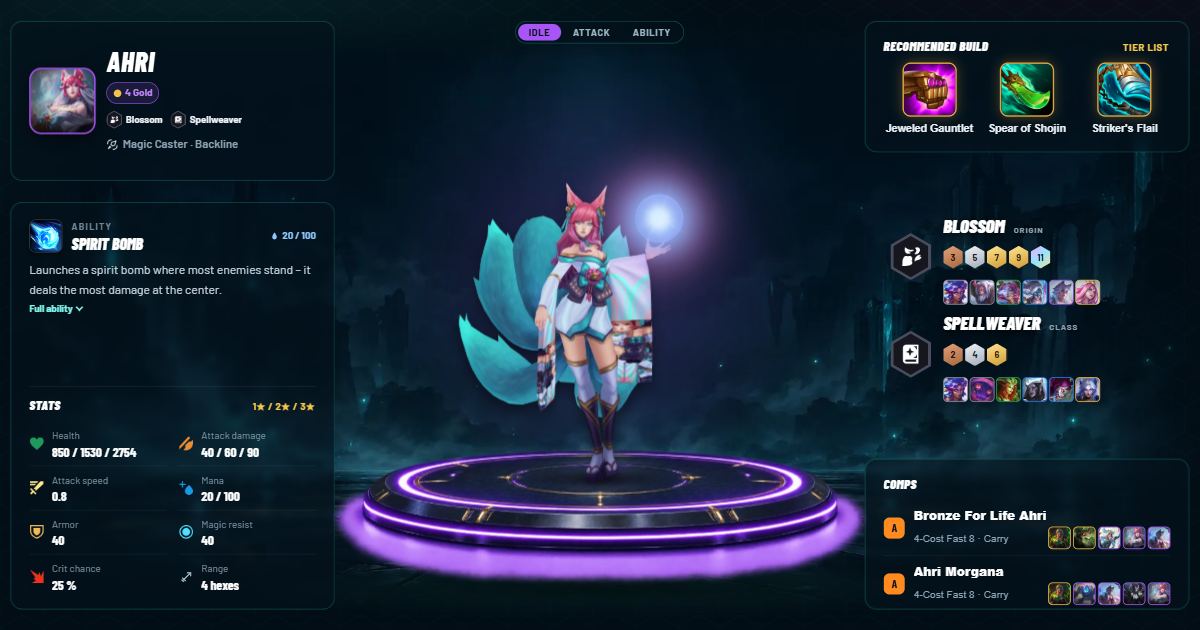 IDLE ATTACK ABILITY
AHRI
4 Gold
Blossom Spellweaver
Magic Caster · Backline
ABILITY
SPIRIT BOMB
20 / 100
Launches a spirit bomb where most enemies stand – it
deals the most damage at the center.
Full ability
STATS
1★ / 2★ / 3★
Health
850 / 1530 / 2754
Attack damage
40 / 60 / 90
Attack speed
0.8
Mana
20 / 100
Armor
40
Magic resist
40
Crit chance
25 %
Range
4 hexes
RECOMMENDED BUILD
TIER LIST
Jeweled Gauntlet
Spear of Shojin
Striker's Flail
BLOSSOM ORIGIN
3 5 7 9 11
SPELLWEAVER CLASS
2 4 6
COMPS
A
Bronze For Life Ahri
4-Cost Fast 8 · Carry
A
Ahri Morgana
4-Cost Fast 8 · Carry